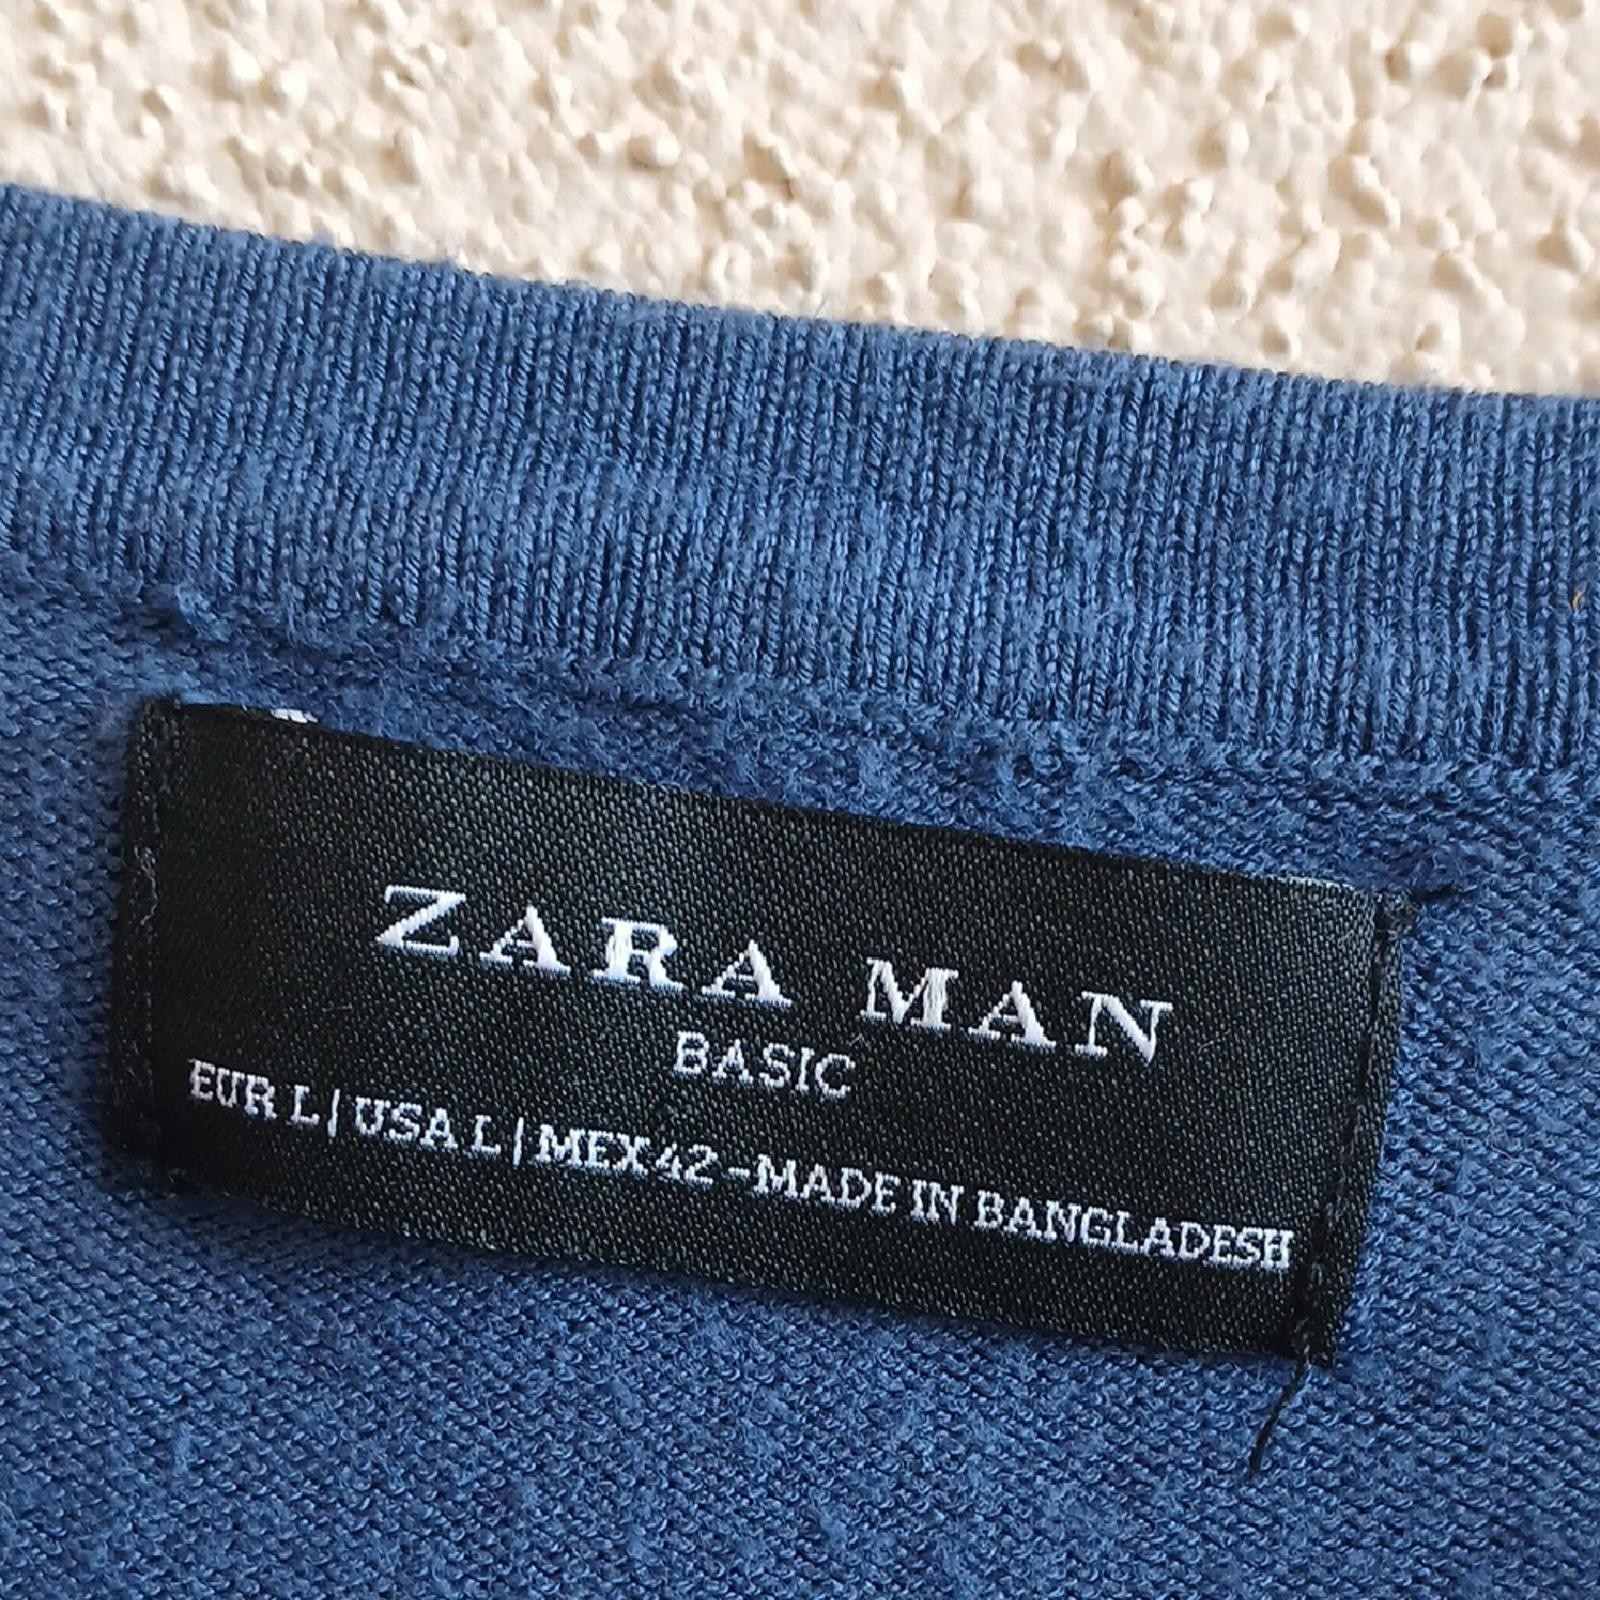 ZARA MAN
BASIC
EUR L | USA L | MEX 42 - MADE IN BANGLADESH